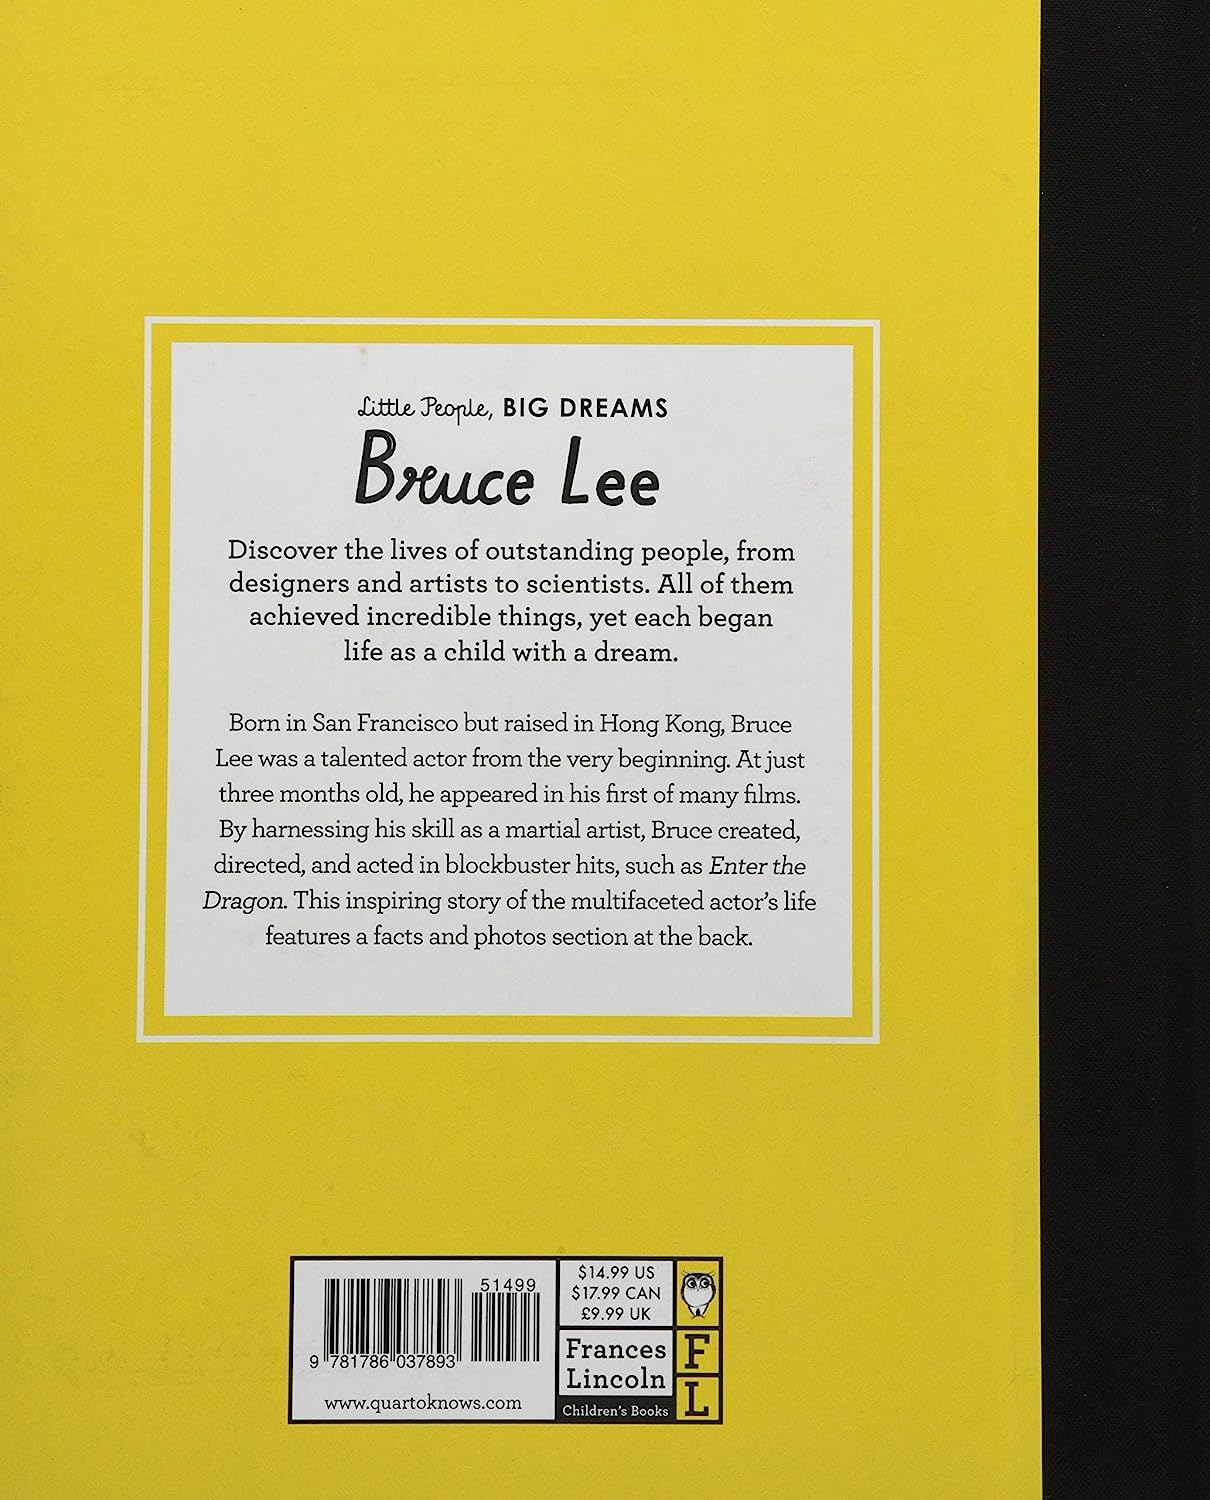 Little People, BIG DREAMS
Bruce Lee
Discover the lives of outstanding people, from
designers and artists to scientists. All of them
achieved incredible things, yet each began
life as a child with a dream.
Born in San Francisco but raised in Hong Kong, Bruce
Lee was a talented actor from the very beginning. At just
three months old, he appeared in his first of many films.
By harnessing his skill as a martial artist, Bruce created,
directed, and acted in blockbuster hits, such as Enter the
Dragon. This inspiring story of the multifaceted actor's life
features a facts and photos section at the back.
51499
9 781786 037893
www.quartoknows.com
$14.99 US
$17.99 CAN
£9.99 UK
Frances
Lincoln
Children's Books
F
L